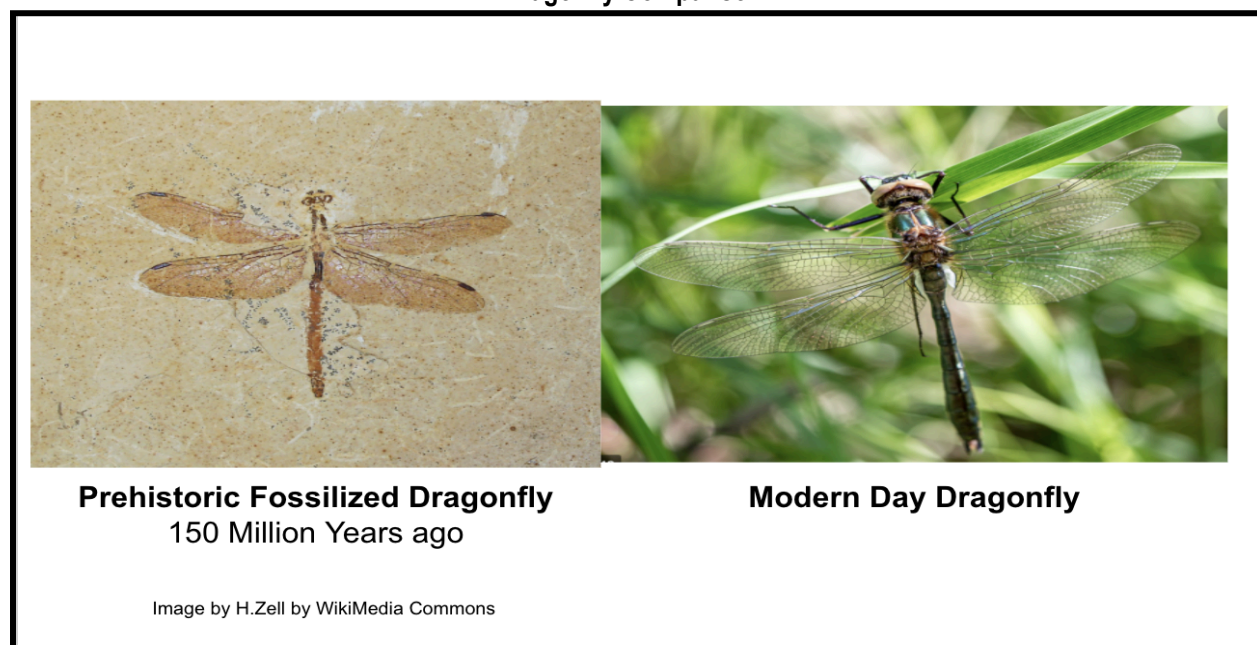 Prehistoric Fossilized Dragonfly
150 Million Years ago
Modern Day Dragonfly
Image by H.Zell by WikiMedia Commons